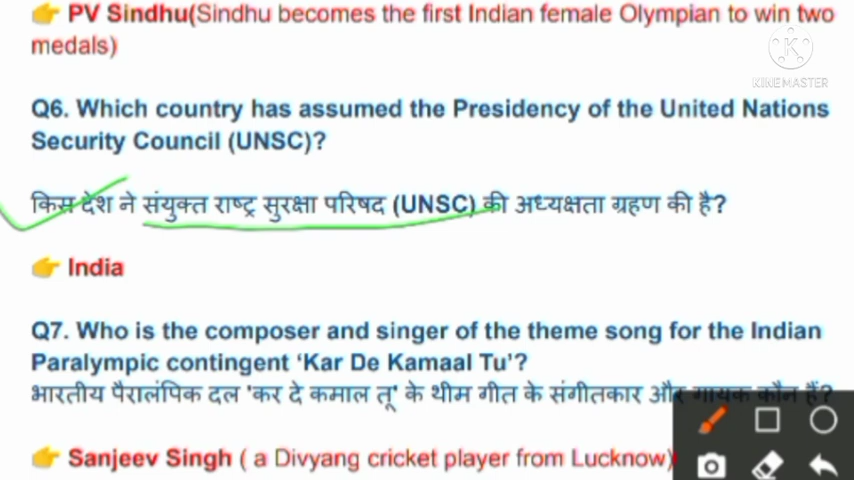 👉 PV Sindhu(Sindhu becomes the first Indian female Olympian to win two
medals)
KINEMASTER
Q6. Which country has assumed the Presidency of the United Nations
Security Council (UNSC)?
किस देश ने संयुक्त राष्ट्र सुरक्षा परिषद (UNSC) की अध्यक्षता ग्रहण की है?
👉 India
Q7. Who is the composer and singer of the theme song for the Indian
Paralympic contingent ‘Kar De Kamaal Tu’?
भारतीय पैरालंपिक दल 'कर दे कमाल तू' के थीम गीत के संगीतकार और गायक कौन हैं?
👉 Sanjeev Singh ( a Divyang cricket player from Lucknow)